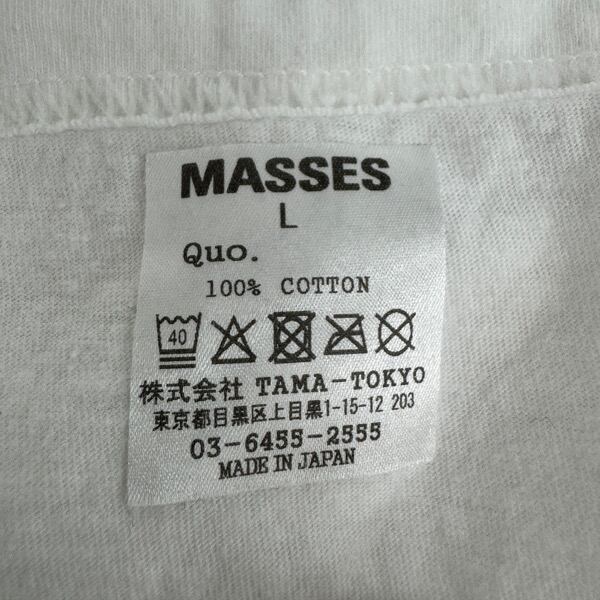 MASSES
L
Quo.
100% COTTON
40
株式会社 TAMA-TOKYO
東京都目黒区上目黒1-15-12 203
03-6455-2555
MADE IN JAPAN